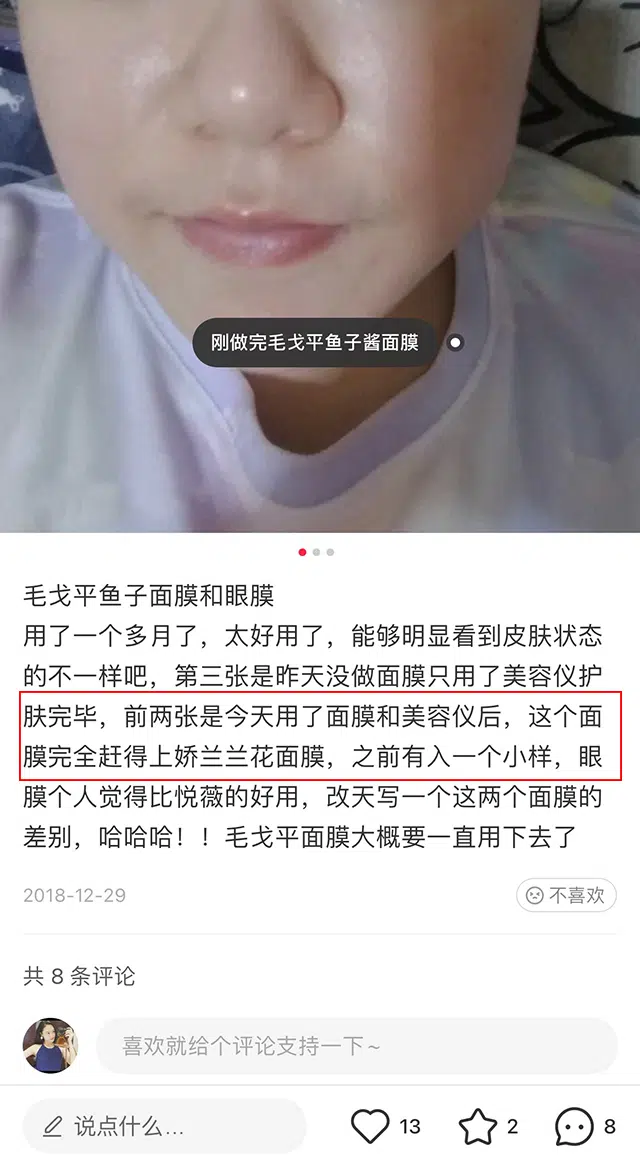 刚做完毛戈平鱼子酱面膜
毛戈平鱼子面膜和眼膜
用了一个多月了，太好用了，能够明显看到皮肤状态
的不一样吧，第三张是昨天没做面膜只用了美容仪护
肤完毕，前两张是今天用了面膜和美容仪后，这个面
膜完全赶得上娇兰兰花面膜，之前有入一个小样，眼
膜个人觉得比悦薇的好用，改天写一个这两个面膜的
差别，哈哈哈！！毛戈平面膜大概要一直用下去了
2018-12-29
不喜欢
共 8 条评论
喜欢就给个评论支持一下~
说点什么...
13
2
8